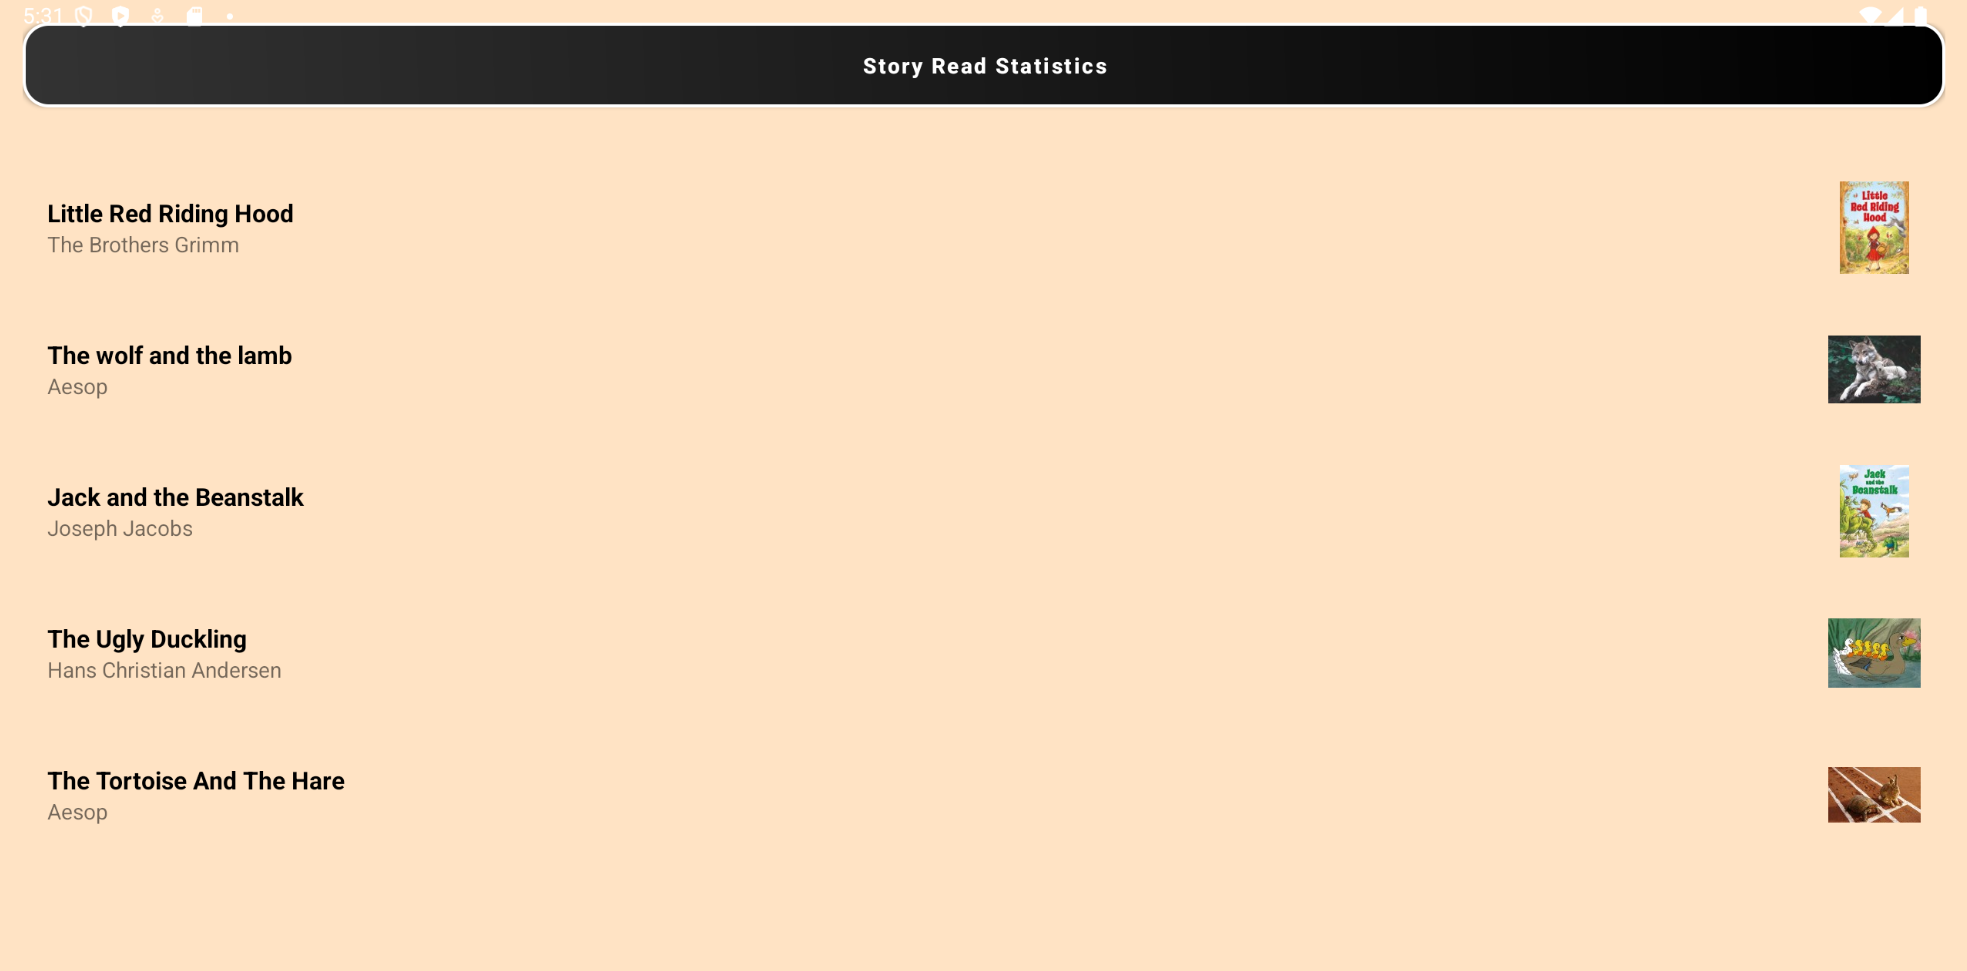 5:31
Story Read Statistics
Little Red Riding Hood
The Brothers Grimm
Little
Red Riding
Hood
The wolf and the lamb
Aesop
Jack and the Beanstalk
Joseph Jacobs
Jack
and the
Beanstalk
The Ugly Duckling
Hans Christian Andersen
The Tortoise And The Hare
Aesop